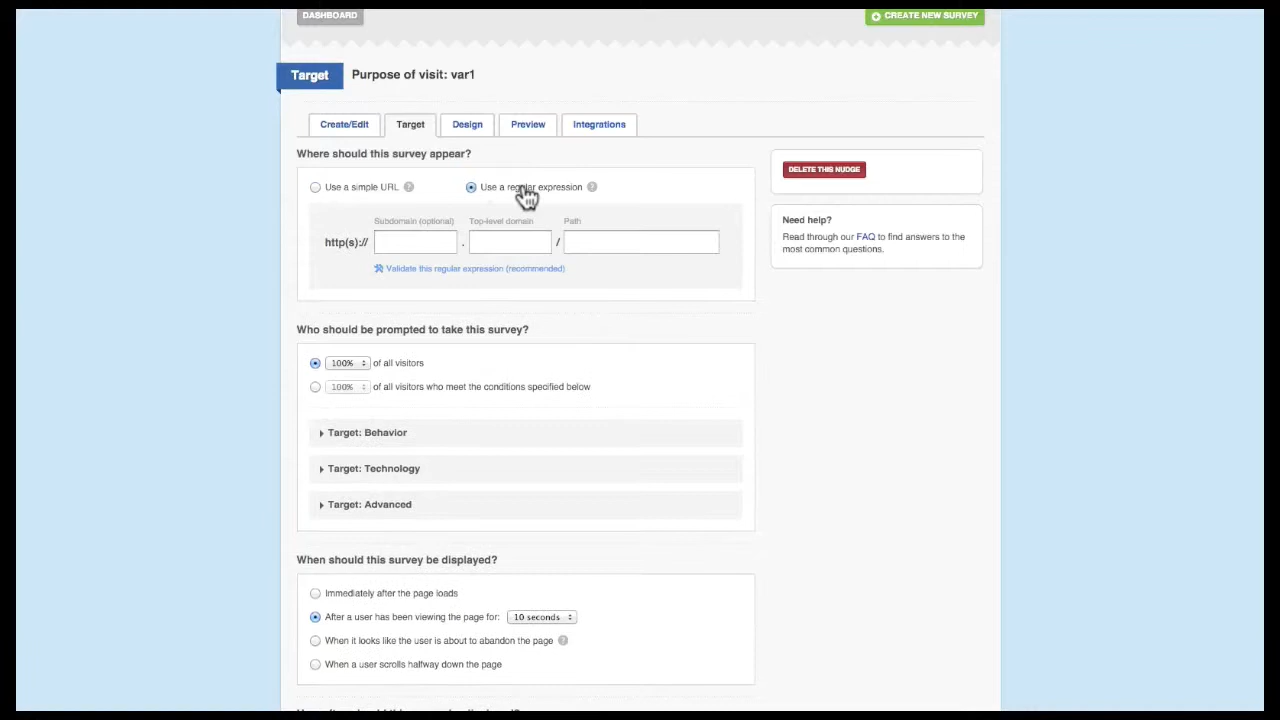 DASHBOARD
CREATE NEW SURVEY
Target
Purpose of visit: var1
Create/Edit
Target
Design
Preview
Integrations
Where should this survey appear?
DELETE THIS NUDGE
Use a simple URL ?
Use a regular expression ?
Need help?
Read through our FAQ to find answers to the
most common questions.
Subdomain (optional)
Top-level domain
Path
http(s)://
.
/
Validate this regular expression (recommended)
Who should be prompted to take this survey?
100% of all visitors
100% of all visitors who meet the conditions specified below
Target: Behavior
Target: Technology
Target: Advanced
When should this survey be displayed?
Immediately after the page loads
After a user has been viewing the page for: 10 seconds
When it looks like the user is about to abandon the page ?
When a user scrolls halfway down the page